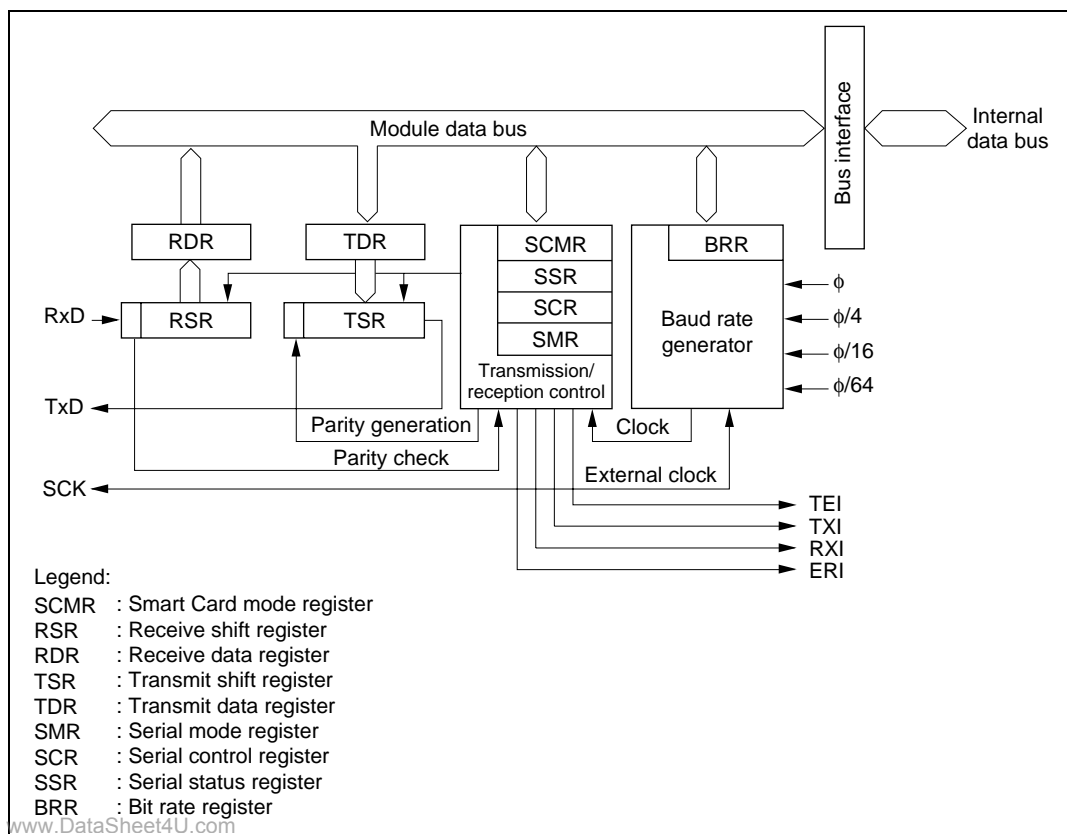 Module data bus
Bus interface
Internal
data bus
RDR
TDR
SCMR
SSR
SCR
SMR
Transmission/
reception control
BRR
Baud rate
generator
ϕ
ϕ/4
ϕ/16
ϕ/64
RxD
RSR
TSR
TxD
Parity generation
Parity check
Clock
External clock
SCK
TEI
TXI
RXI
ERI
Legend:
SCMR : Smart Card mode register
RSR : Receive shift register
RDR : Receive data register
TSR : Transmit shift register
TDR : Transmit data register
SMR : Serial mode register
SCR : Serial control register
SSR : Serial status register
BRR : Bit rate register
www.DataSheet4U.com